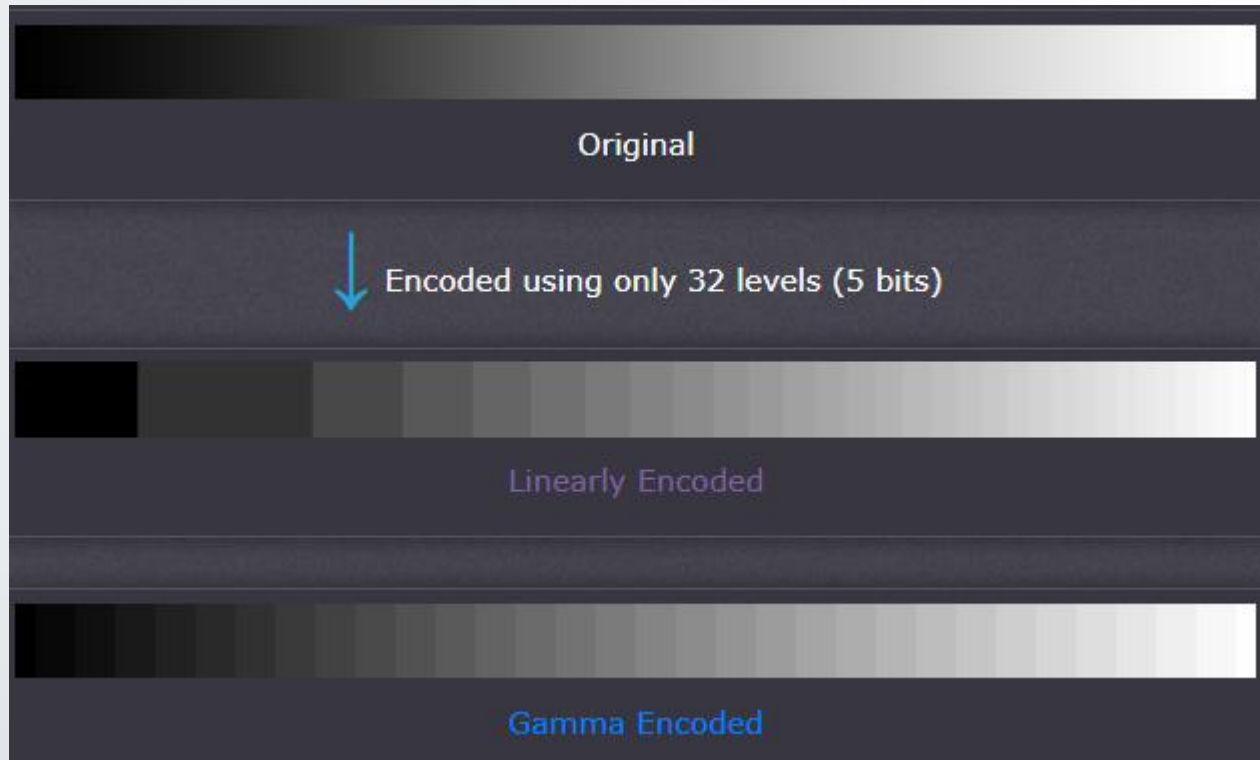 Original
Encoded using only 32 levels (5 bits)
Linearly Encoded
Gamma Encoded